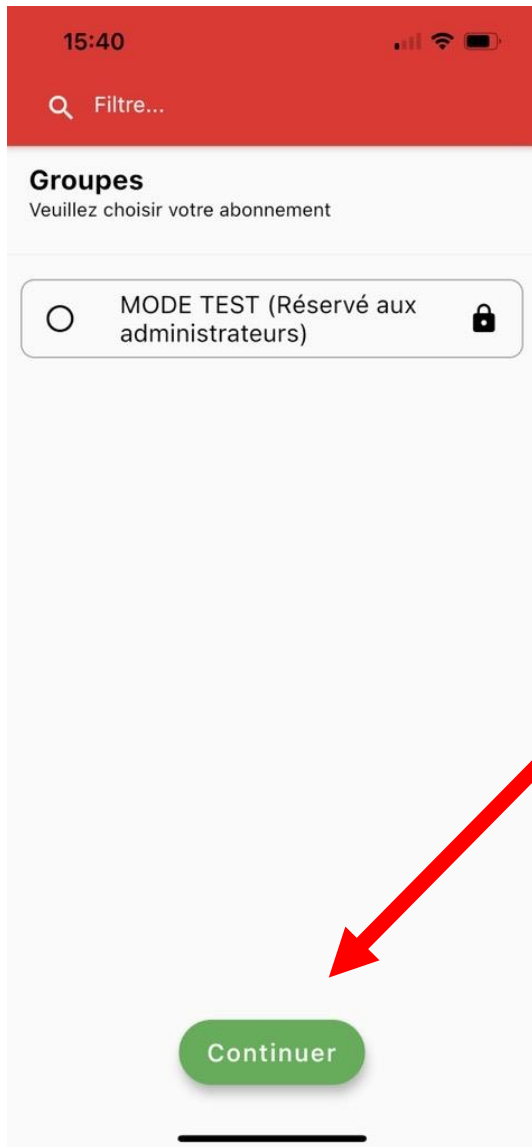 15:40
Filtre...
Groupes
Veuillez choisir votre abonnement
MODE TEST (Réservé aux
administrateurs)
Continuer